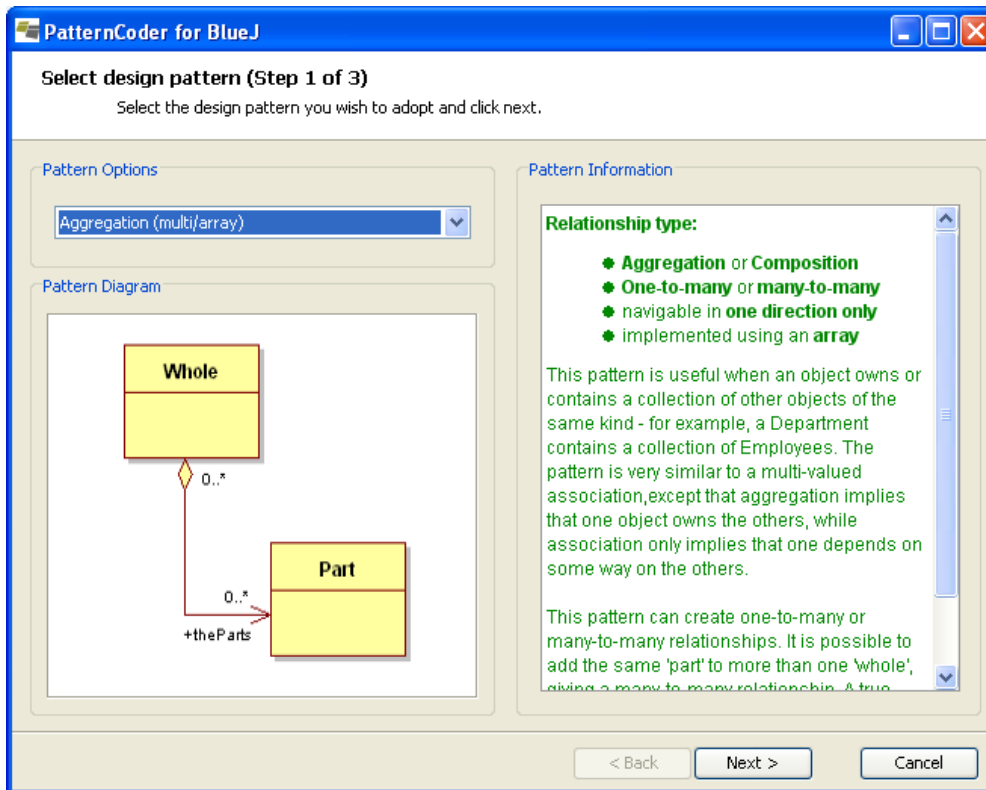 PatternCoder for BlueJ
Select design pattern (Step 1 of 3)
Select the design pattern you wish to adopt and click next.
Pattern Options
Aggregation (multi/array)
Pattern Diagram
Whole
0..*
Part
0..*
+theParts
Pattern Information
Relationship type:
Aggregation or Composition
One-to-many or many-to-many
navigable in one direction only
implemented using an array
This pattern is useful when an object owns or
contains a collection of other objects of the
same kind - for example, a Department
contains a collection of Employees. The
pattern is very similar to a multi-valued
association,except that aggregation implies
that one object owns the others, while
association only implies that one depends on
some way on the others.
This pattern can create one-to-many or
many-to-many relationships. It is possible to
add the same 'part' to more than one 'whole',
giving a many-to-many relationship. A true
< Back
Next >
Cancel